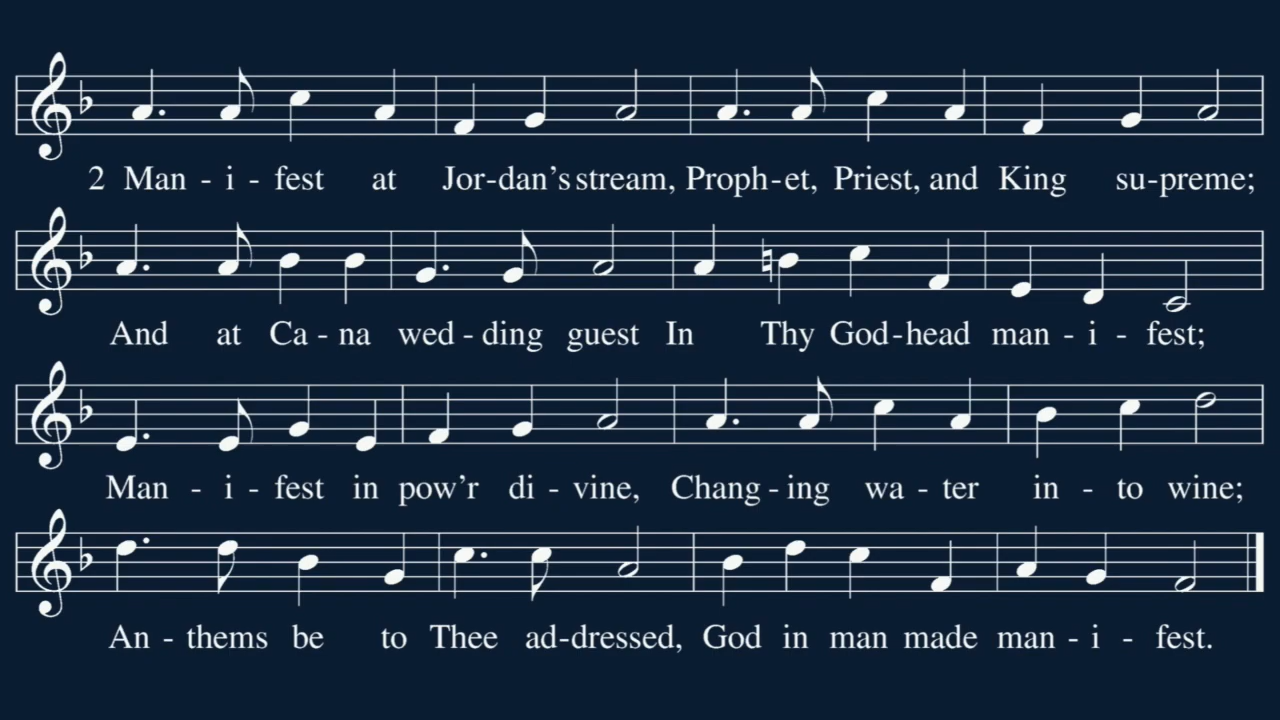 2 Man - i - fest at Jor-dan’s stream, Proph-et, Priest, and King su-preme;
And at Ca - na wed - ding guest In Thy God-head man - i - fest;
Man - i - fest in pow’r di - vine, Chang - ing wa - ter in - to wine;
An - thems be to Thee ad-dressed, God in man made man - i - fest.